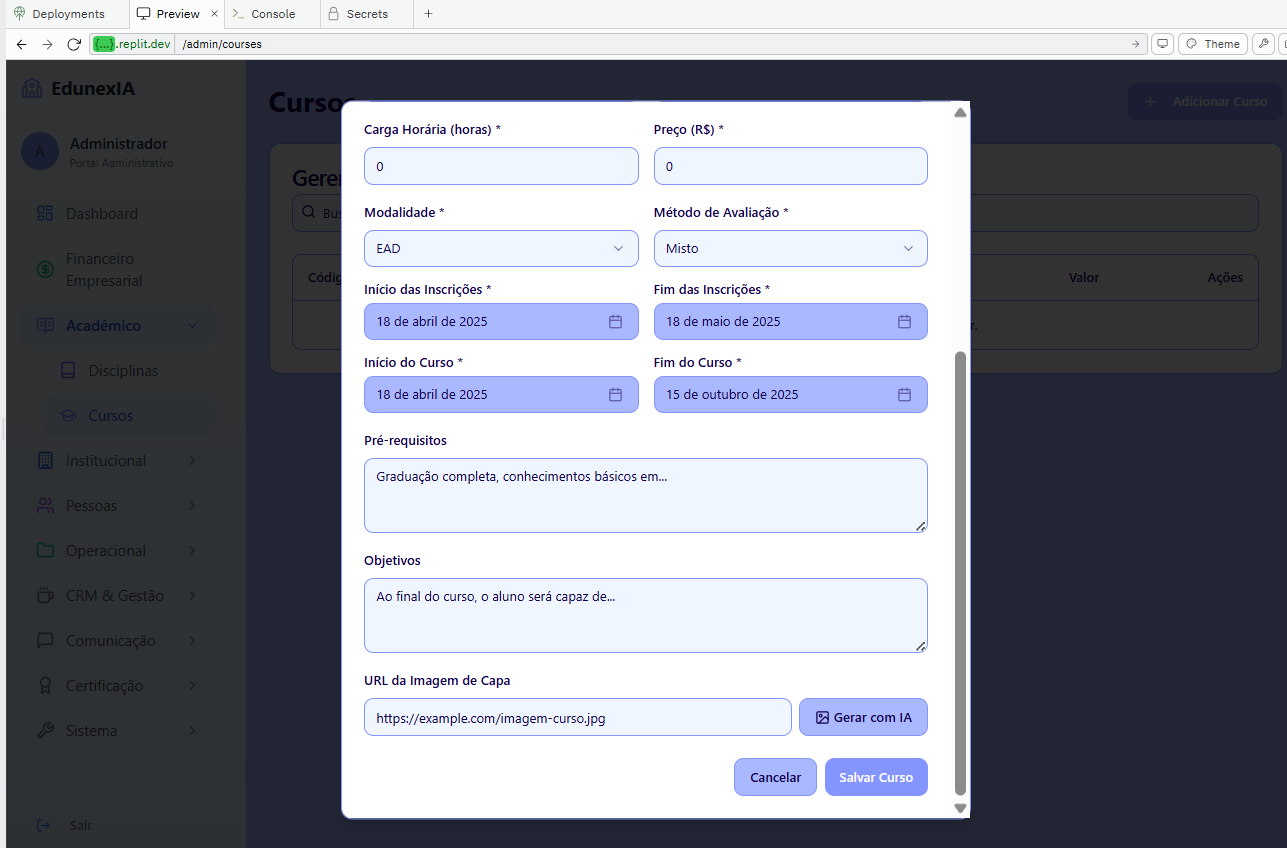 Deployments
Preview
Console
Secrets
{...}.replit.dev
/admin/courses
Theme
EdunexIA
A
Administrador
Portal Administrativo
Dashboard
Financeiro
Empresarial
Acadêmico
Disciplinas
Cursos
Institucional
Pessoas
Operacional
CRM & Gestão
Comunicação
Certificação
Sistema
Sair
Cursos
+ Adicionar Curso
Valor
Ações
Carga Horária (horas) *
Preço (R$) *
0
0
Modalidade *
Método de Avaliação *
EAD
Misto
Início das Inscrições *
Fim das Inscrições *
18 de abril de 2025
18 de maio de 2025
Início do Curso *
Fim do Curso *
18 de abril de 2025
15 de outubro de 2025
Pré-requisitos
Graduação completa, conhecimentos básicos em...
Objetivos
Ao final do curso, o aluno será capaz de...
URL da Imagem de Capa
https://example.com/imagem-curso.jpg
Gerar com IA
Cancelar
Salvar Curso